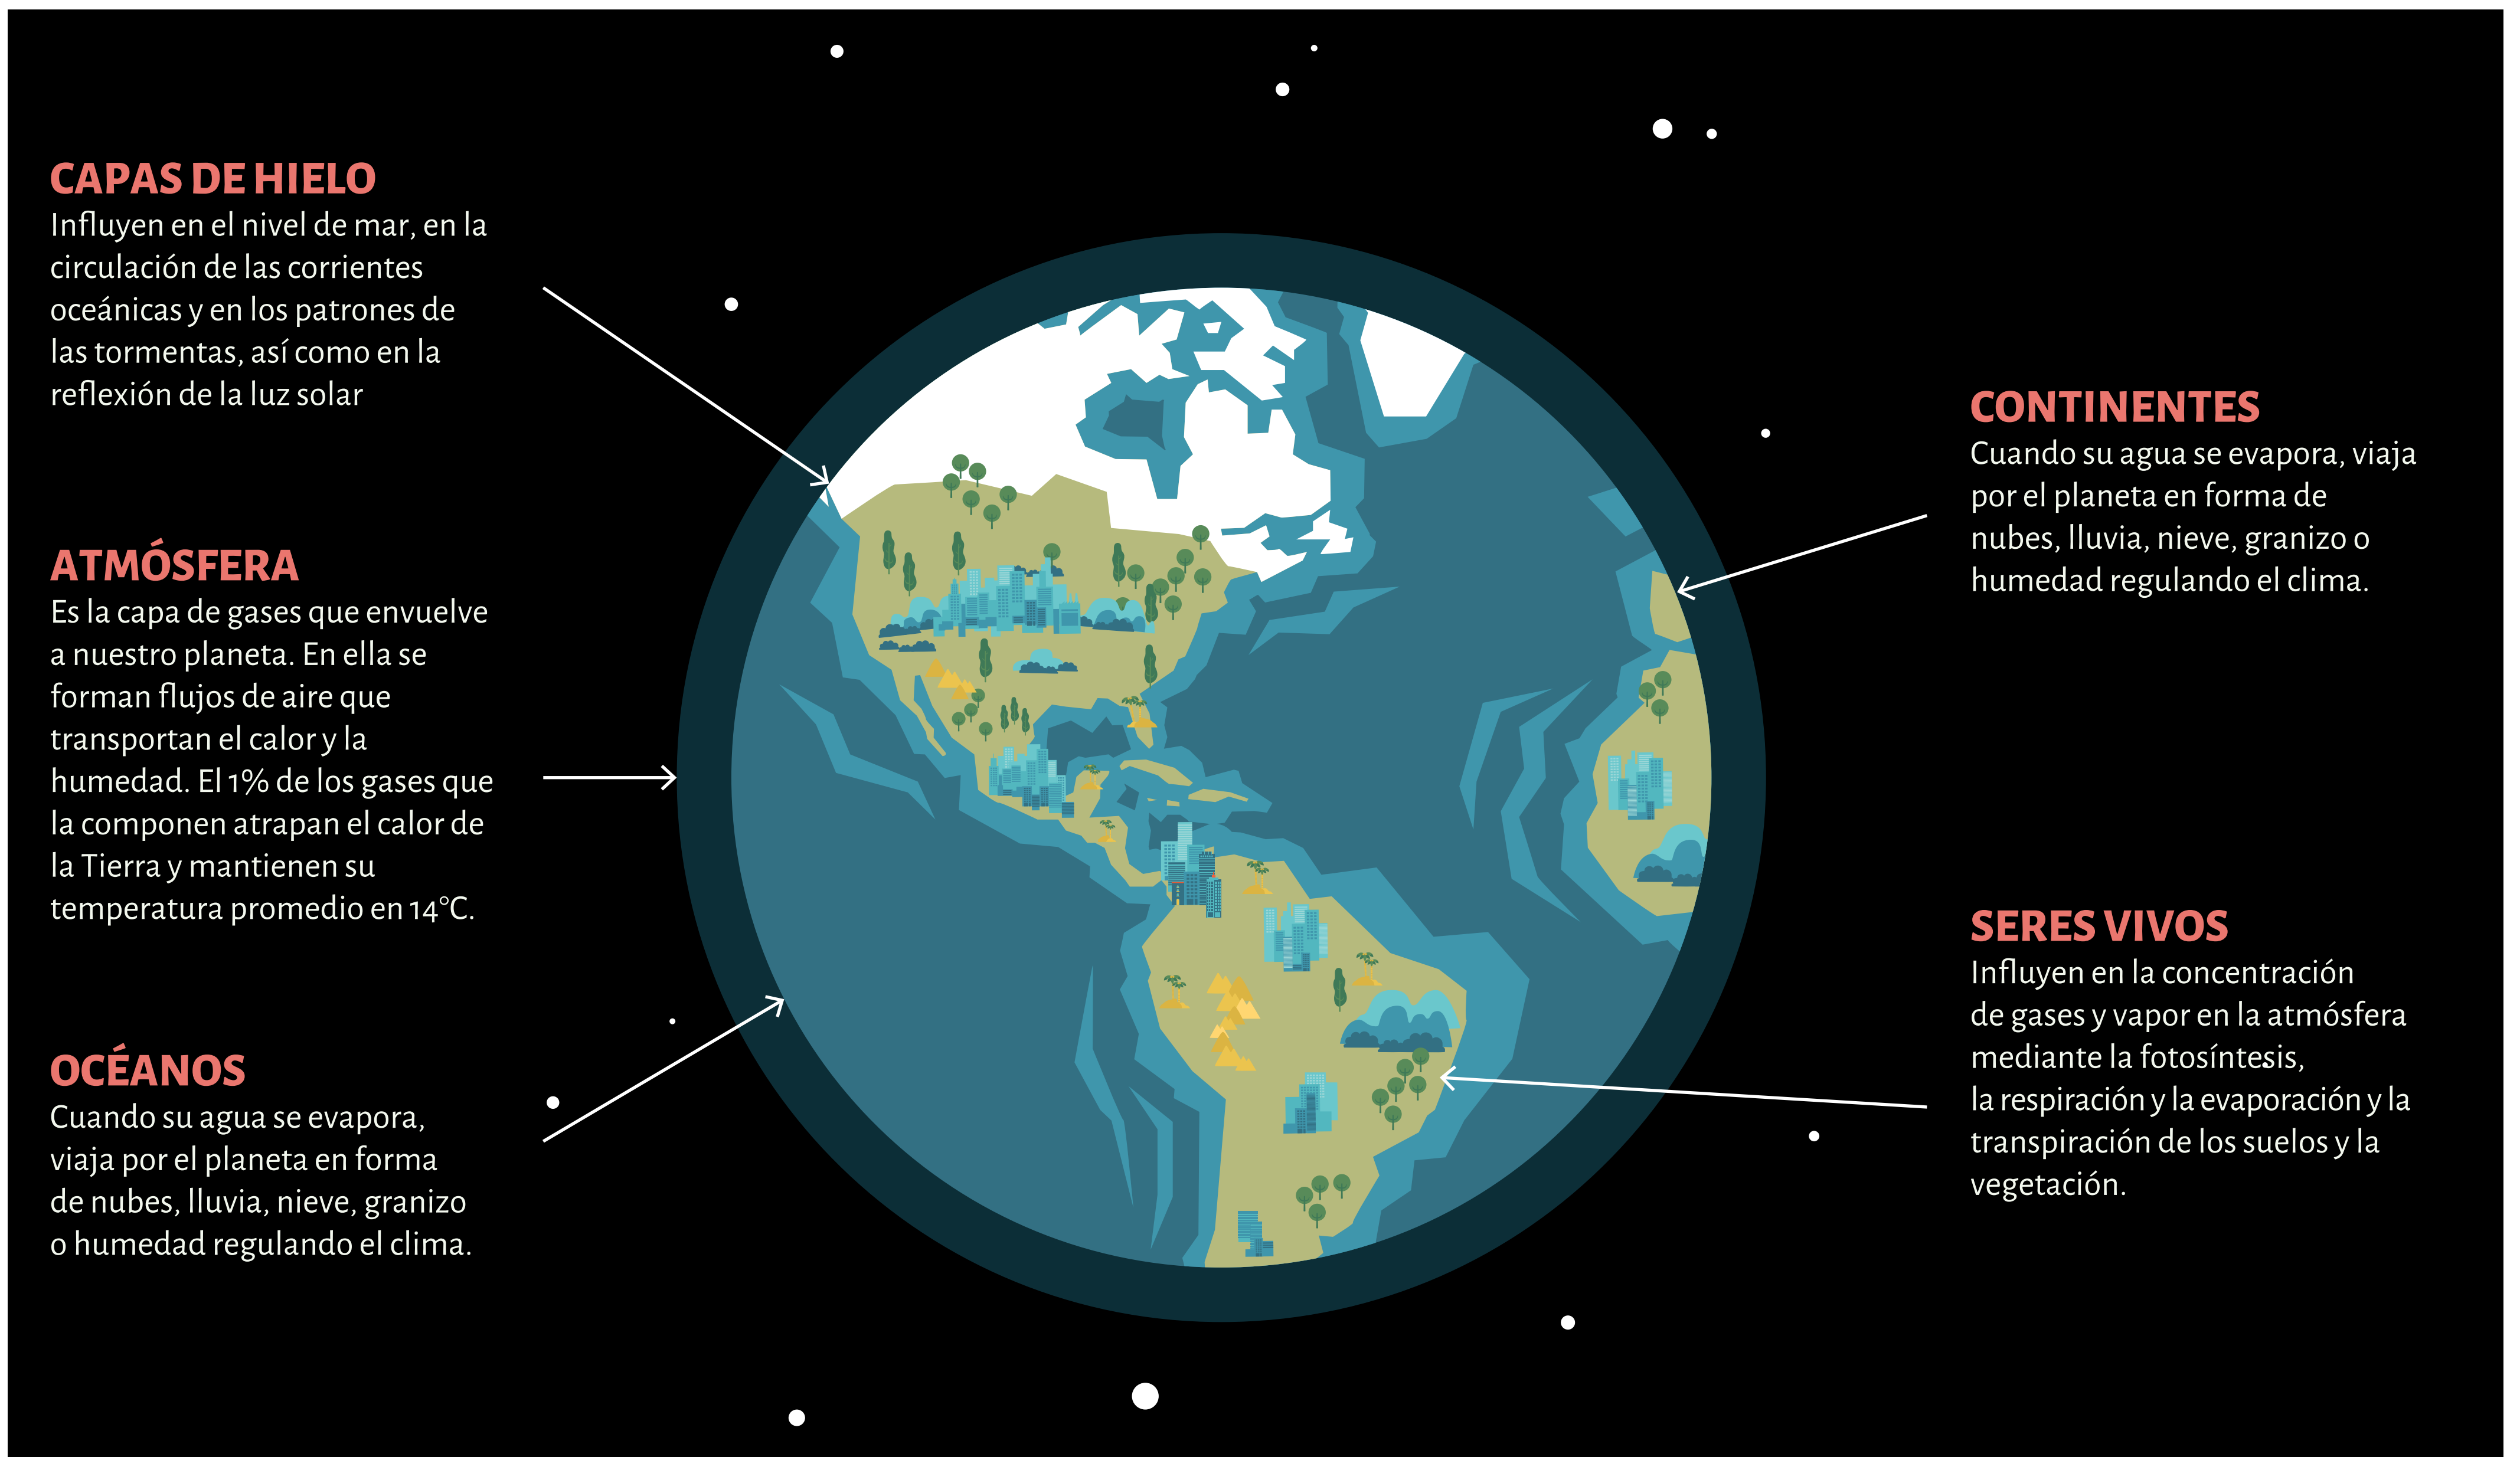 CAPAS DE HIELO
Influyen en el nivel de mar, en la
circulación de las corrientes
oceánicas y en los patrones de
las tormentas, así como en la
reflexión de la luz solar
ATMÓSFERA
Es la capa de gases que envuelve
a nuestro planeta. En ella se
forman flujos de aire que
transportan el calor y la
humedad. El 1% de los gases que
la componen atrapan el calor de
la Tierra y mantienen su
temperatura promedio en 14°C.
OCÉANOS
Cuando su agua se evapora,
viaja por el planeta en forma
de nubes, lluvia, nieve, granizo
o humedad regulando el clima.
CONTINENTES
Cuando su agua se evapora, viaja
por el planeta en forma de
nubes, lluvia, nieve, granizo o
humedad regulando el clima.
SERES VIVOS
Influyen en la concentración
de gases y vapor en la atmósfera
mediante la fotosíntesis,
la respiración y la evaporación y la
transpiración de los suelos y la
vegetación.